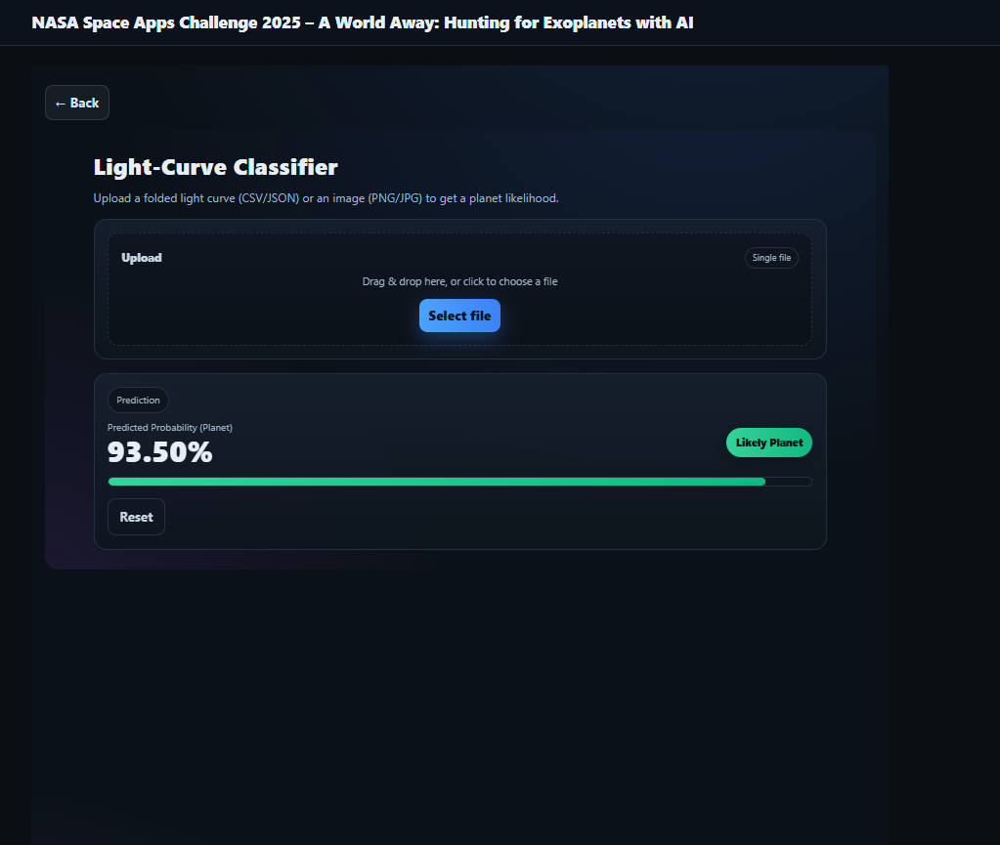 NASA Space Apps Challenge 2025 – A World Away: Hunting for Exoplanets with AI
← Back
Light-Curve Classifier
Upload a folded light curve (CSV/JSON) or an image (PNG/JPG) to get a planet likelihood.
Upload
Single file
Drag & drop here, or click to choose a file
Select file
Prediction
Predicted Probability (Planet)
93.50%
Likely Planet
Reset